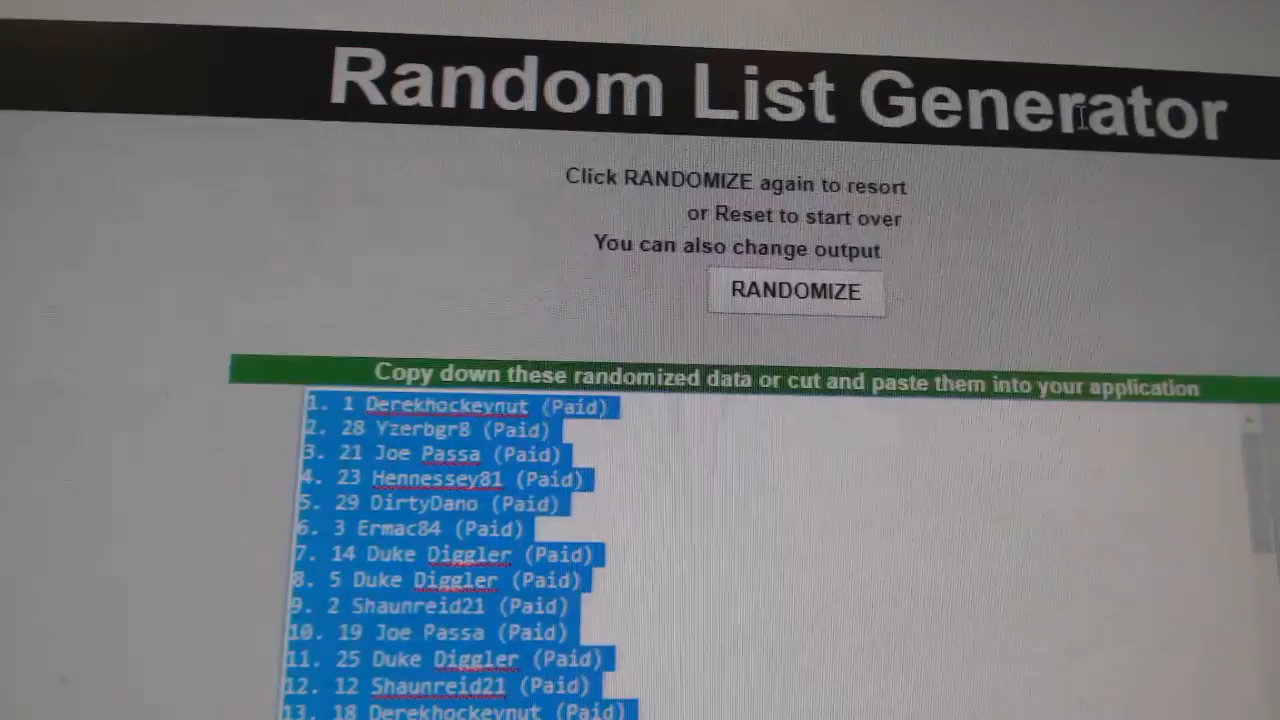 Random List Generator
Click RANDOMIZE again to resort
or Reset to start over
You can also change output
RANDOMIZE
Copy down these randomized data or cut and paste them into your application
1. 1 Derekhockeynut (Paid)
2. 28 Yzerbgr8 (Paid)
3. 21 Joe Passa (Paid)
4. 23 Hennessey81 (Paid)
5. 29 DirtyDano (Paid)
6. 3 Ermac84 (Paid)
7. 14 Duke Diggler (Paid)
8. 5 Duke Diggler (Paid)
9. 2 Shaunreid21 (Paid)
10. 19 Joe Passa (Paid)
11. 25 Duke Diggler (Paid)
12. 12 Shaunreid21 (Paid)
13. 18 Derekhockeynut (Paid)